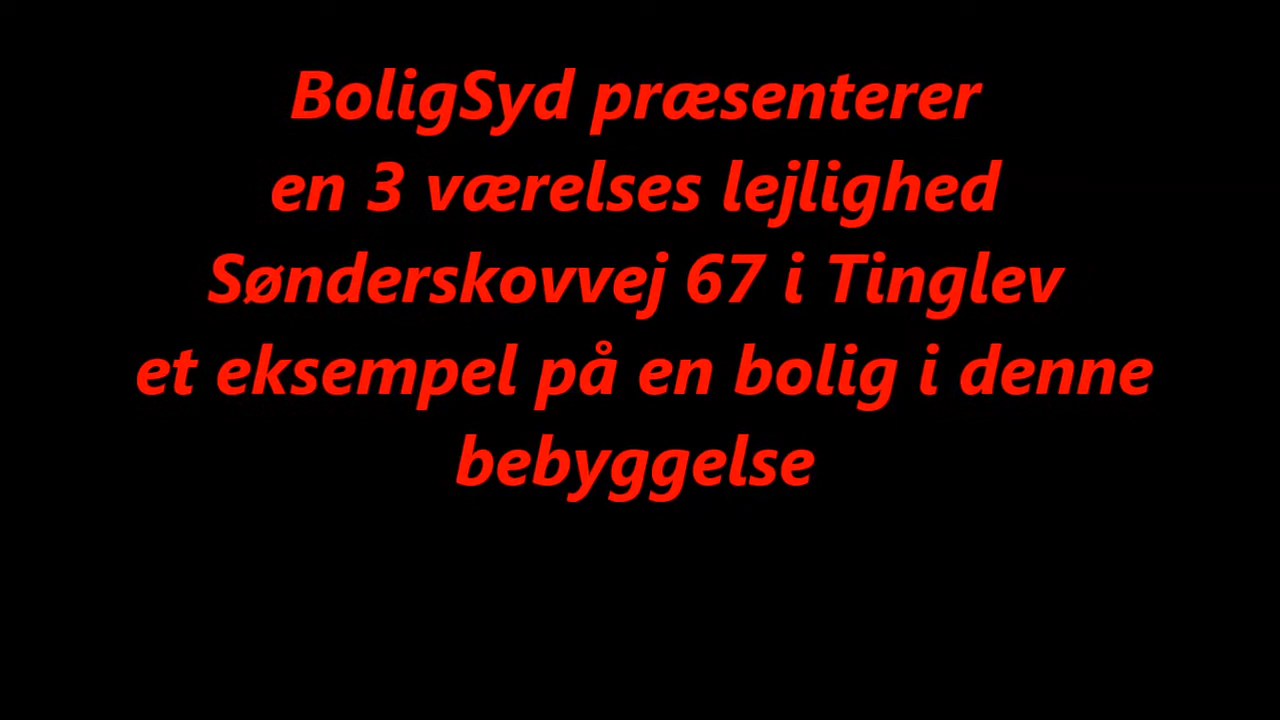 BoligSyd præsenterer
en 3 værelses lejlighed
Sønderskovvej 67 i Tinglev
et eksempel på en bolig i denne
bebyggelse